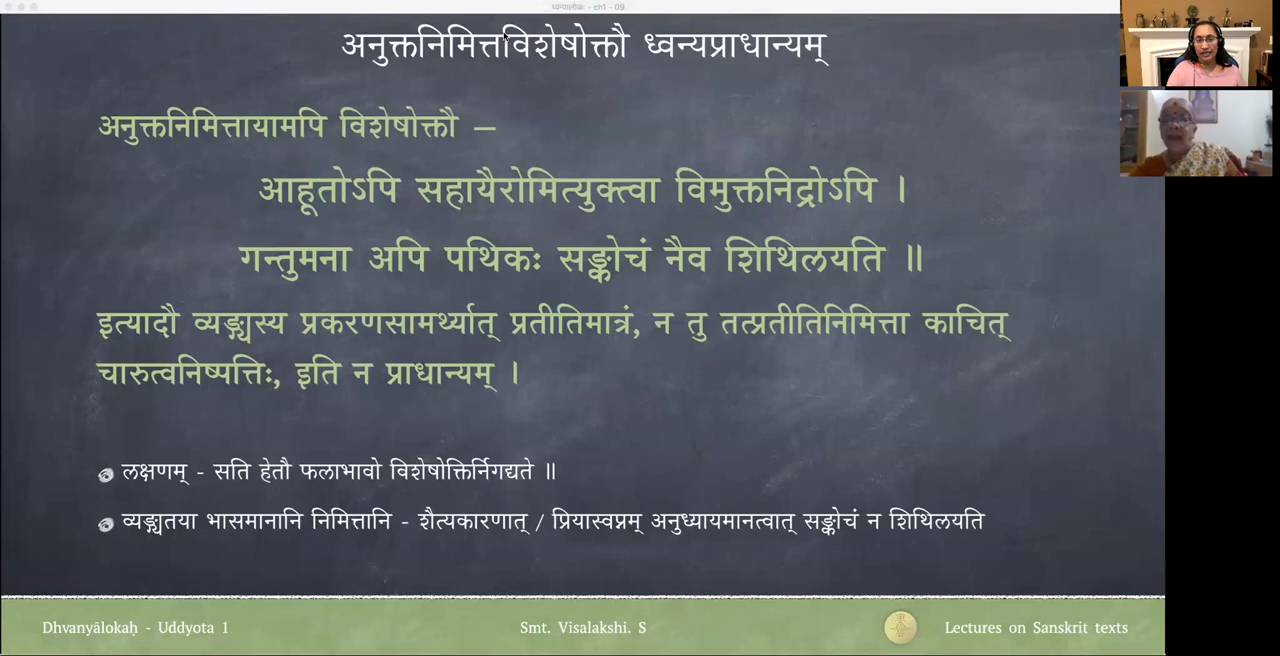 ध्वन्यालोकः - ch1 - 09
अनुक्तनिमित्तविशेषोक्तौ ध्वन्यप्राधान्यम्
अनुक्तनिमित्तायामपि विशेषोक्तौ –
आहूतोऽपि सहायैरोमित्युक्त्वा विमुक्तनिद्रोऽपि ।
गन्तुमना अपि पथिकः सङ्कोचं नैव शिथिलयति ॥
इत्यादौ व्यङ्ग्यस्य प्रकरणसामर्थ्यात् प्रतीतिमात्रं, न तु तत्प्रतीतिनिमित्ता काचित्
चारुत्वनिष्पत्तिः, इति न प्राधान्यम् ।
लक्षणम् - सति हेतौ फलाभावो विशेषोक्तिर्निगद्यते ॥
व्यङ्ग्यतया भासमानानि निमित्तानि - शैत्यकारणात् / प्रियास्वप्नम् अनुध्यायमानत्वात् सङ्कोचं न शिथिलयति
Dhvanyālokaḥ - Uddyota 1
Smt. Visalakshi. S
Lectures on Sanskrit texts